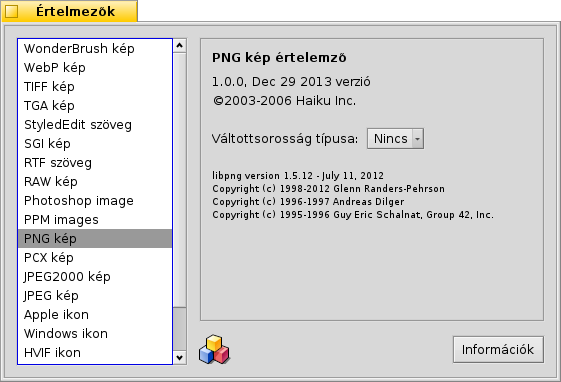 Értelmezők
WonderBrush kép
WebP kép
TIFF kép
TGA kép
StyledEdit szöveg
SGI kép
RTF szöveg
RAW kép
Photoshop image
PPM images
PNG kép
PCX kép
JPEG2000 kép
JPEG kép
Apple ikon
Windows ikon
HVIF ikon
PNG kép értelemző
1.0.0, Dec 29 2013 verzió
©2003-2006 Haiku Inc.
Váltottsorosság típusa: Nincs
libpng version 1.5.12 - July 11, 2012
Copyright (c) 1998-2012 Glenn Randers-Pehrson
Copyright (c) 1996-1997 Andreas Dilger
Copyright (c) 1995-1996 Guy Eric Schalnat, Group 42, Inc.
Információk